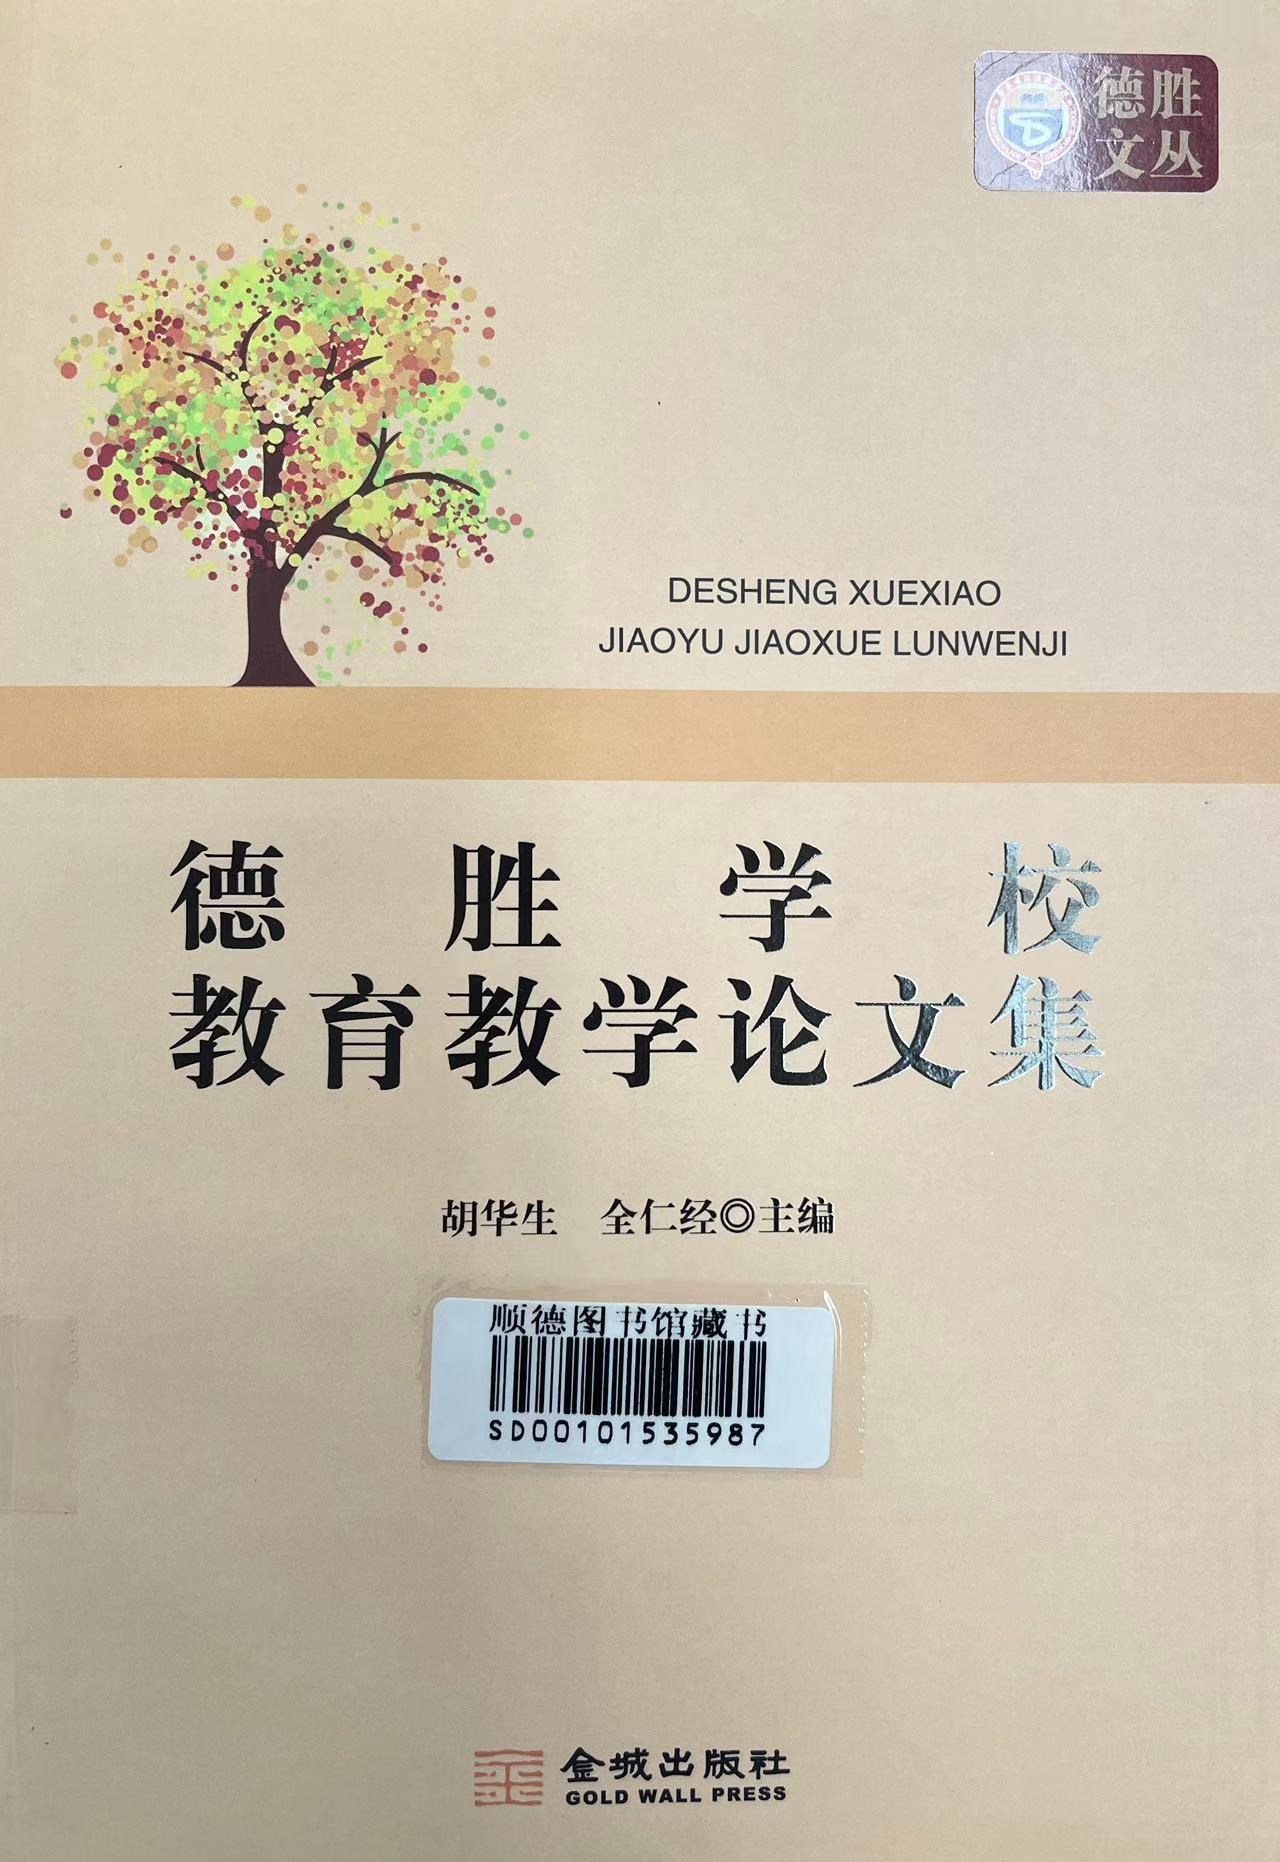 德胜
文丛
DESHENG XUEXIAO
JIAOYU JIAOXUE LUNWENJI
德胜学校
教育教学论文集
胡华生 全仁经◎主编
顺德图书馆藏书
SD00101535987
金城出版社
GOLD WALL PRESS